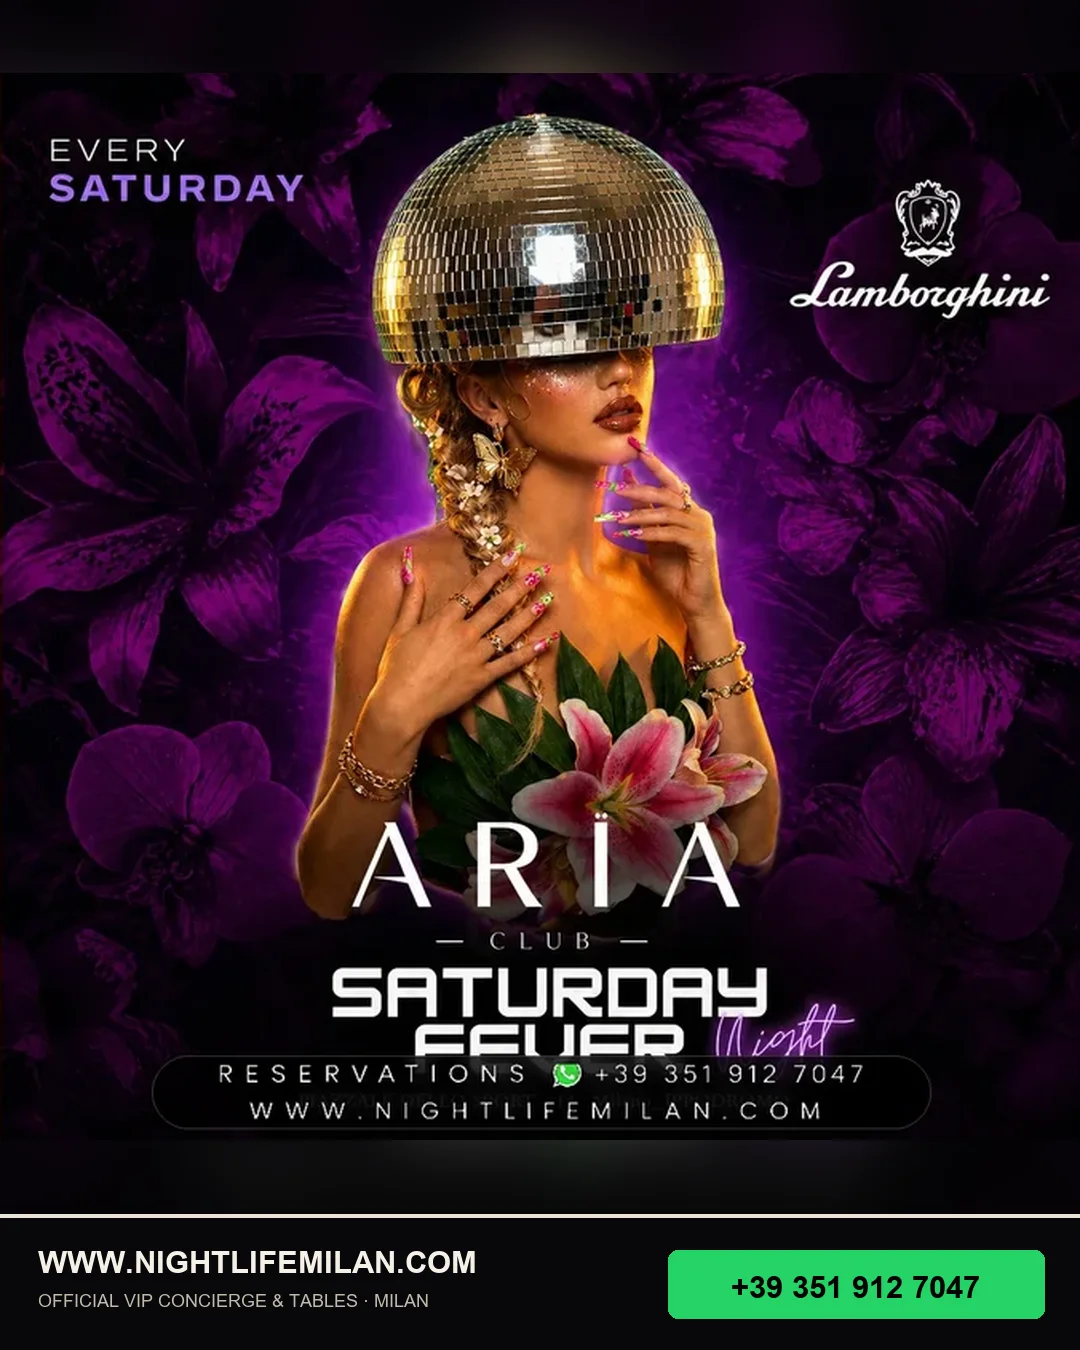 EVERY
SATURDAY
Lamborghini
ARÏA
— CLUB —
SATURDAY
FEVER Night
RESERVATIONS +39 351 912 7047
WWW.NIGHTLIFEMILAN.COM
WWW.NIGHTLIFEMILAN.COM
OFFICIAL VIP CONCIERGE & TABLES · MILAN
+39 351 912 7047